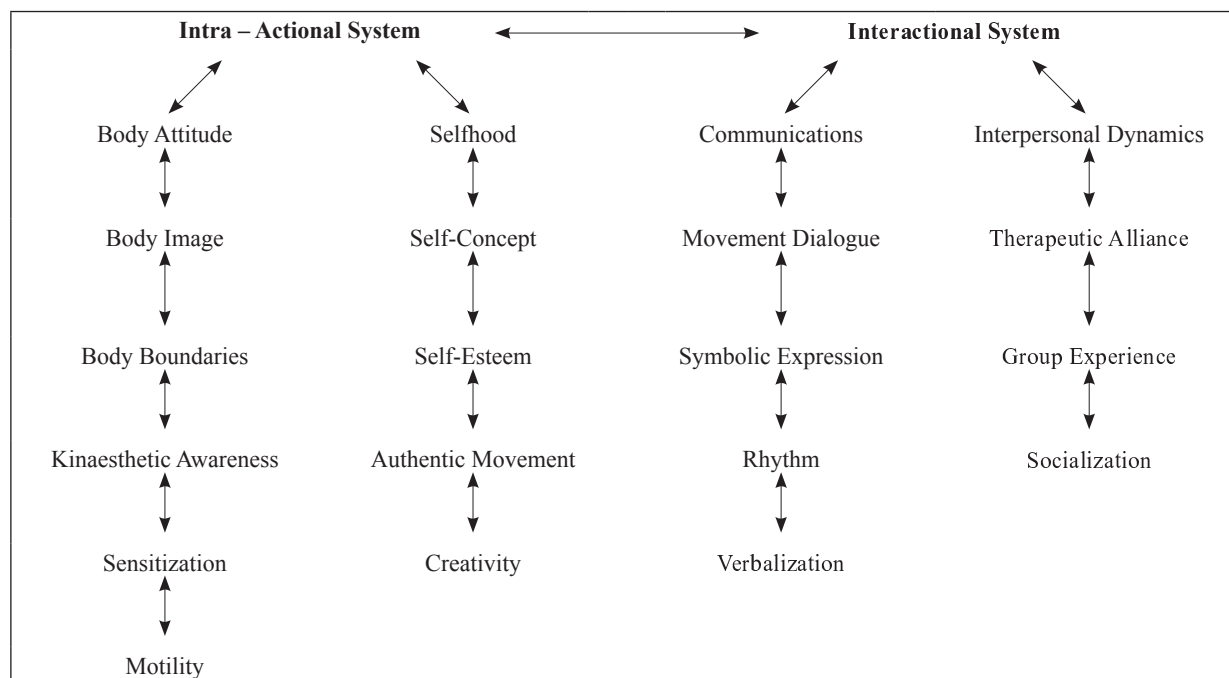 Intra – Actional System Interactional System
Body Attitude Selfhood Communications Interpersonal Dynamics
Body Image Self-Concept Movement Dialogue Therapeutic Alliance
Body Boundaries Self-Esteem Symbolic Expression Group Experience
Kinaesthetic Awareness Authentic Movement Rhythm Socialization
Sensitization Creativity Verbalization
Motility